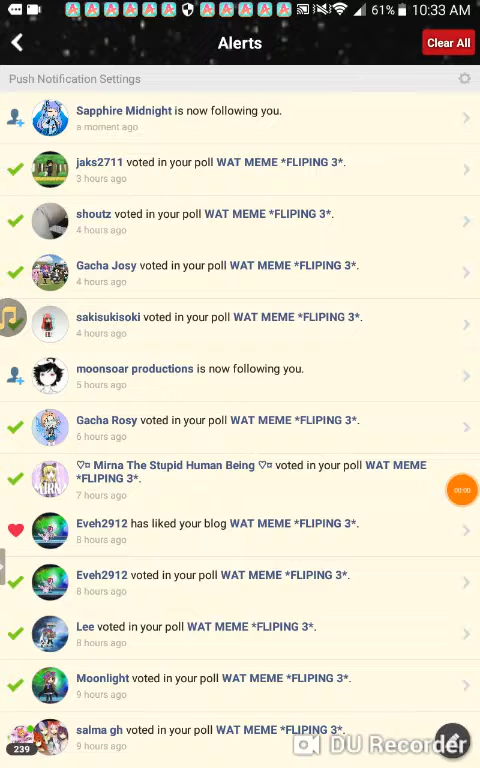 61% 10:33 AM
Alerts
Clear All
Push Notification Settings
Sapphire Midnight is now following you.
a moment ago
jaks2711 voted in your poll WAT MEME *FLIPING 3*.
3 hours ago
shoutz voted in your poll WAT MEME *FLIPING 3*.
4 hours ago
Gacha Josy voted in your poll WAT MEME *FLIPING 3*.
4 hours ago
sakisukisoki voted in your poll WAT MEME *FLIPING 3*.
4 hours ago
moonsoar productions is now following you.
5 hours ago
Gacha Rosy voted in your poll WAT MEME *FLIPING 3*.
6 hours ago
♡¤ Mirna The Stupid Human Being ♡¤ voted in your poll WAT MEME
*FLIPING 3*.
7 hours ago
MIRNA
00:00
Eveh2912 has liked your blog WAT MEME *FLIPING 3*.
8 hours ago
Eveh2912 voted in your poll WAT MEME *FLIPING 3*.
8 hours ago
Lee voted in your poll WAT MEME *FLIPING 3*.
8 hours ago
Moonlight voted in your poll WAT MEME *FLIPING 3*.
9 hours ago
salma gh voted in your poll WAT MEME *FLIPING 3*.
9 hours ago
239
DU Recorder